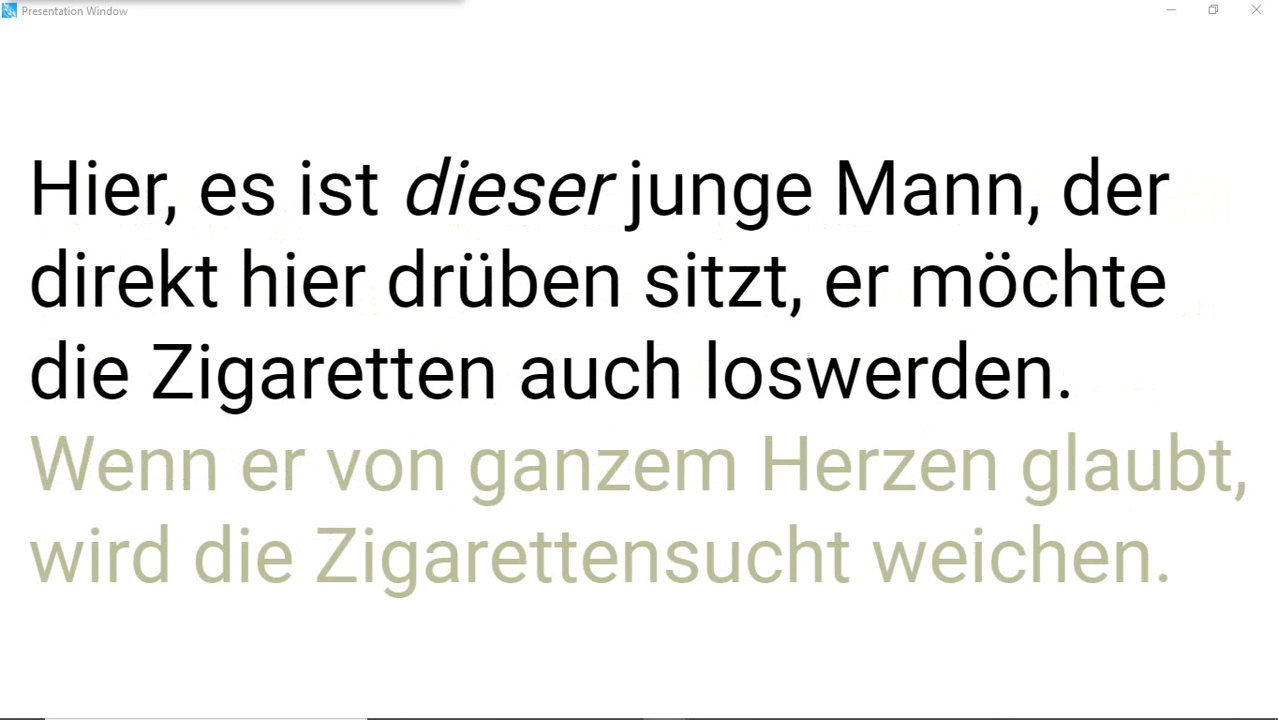 Presentation Window
Hier, es ist dieser junge Mann, der
direkt hier drüben sitzt, er möchte
die Zigaretten auch loswerden.
Wenn er von ganzem Herzen glaubt,
wird die Zigarettensucht weichen.